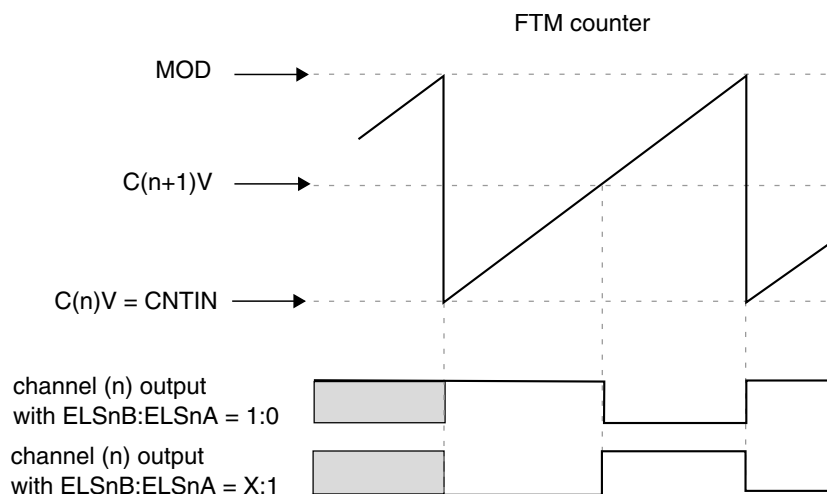 FTM counter
MOD
C(n+1)V
C(n)V = CNTIN
channel (n) output
with ELSnB:ELSnA = 1:0
channel (n) output
with ELSnB:ELSnA = X:1